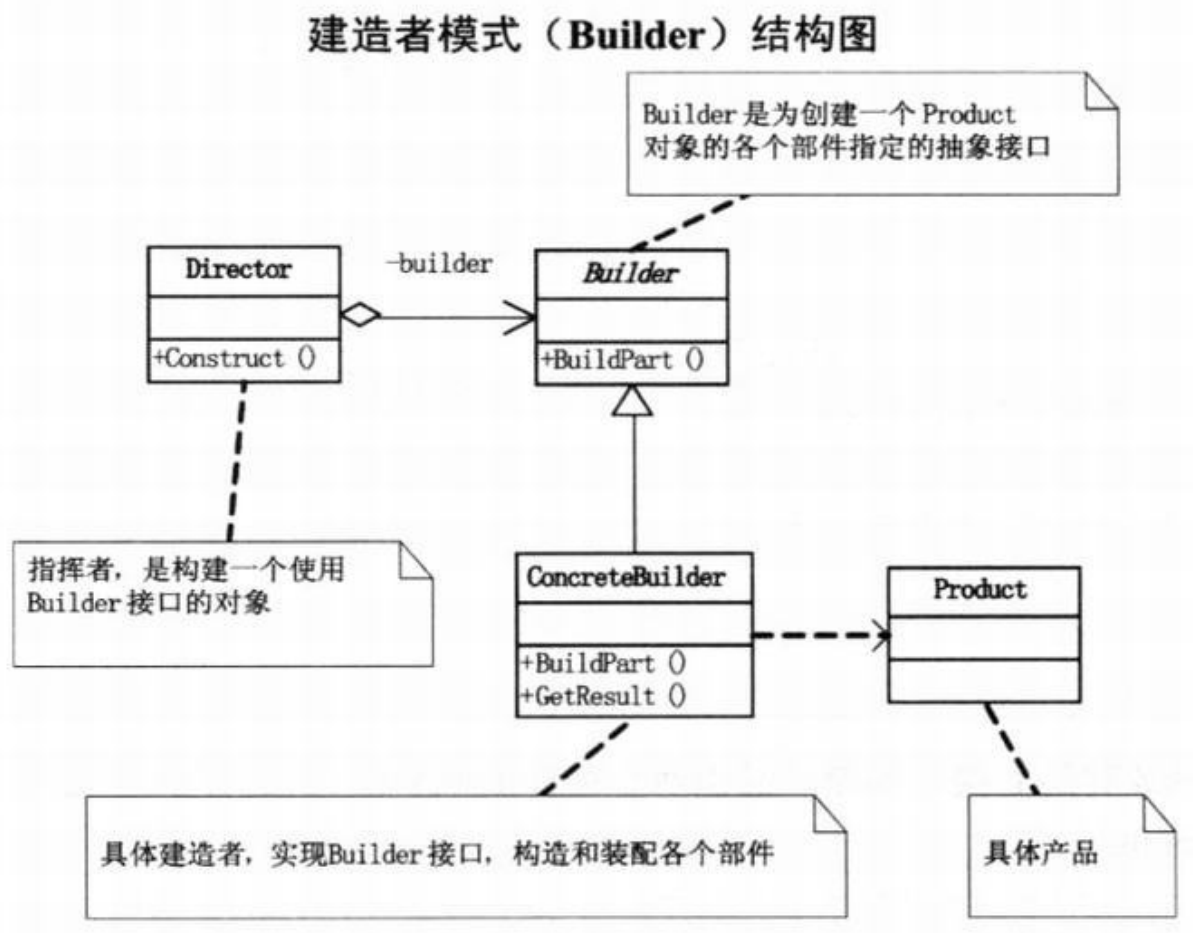 建造者模式（Builder）结构图
Builder是为创建一个Product
对象的各个部件指定的抽象接口
Director
-builder
Builder
+Construct ()
+BuildPart ()
指挥者，是构建一个使用
Builder接口的对象
ConcreteBuilder
Product
+BuildPart ()
+GetResult ()
具体建造者，实现Builder接口，构造和装配各个部件
具体产品